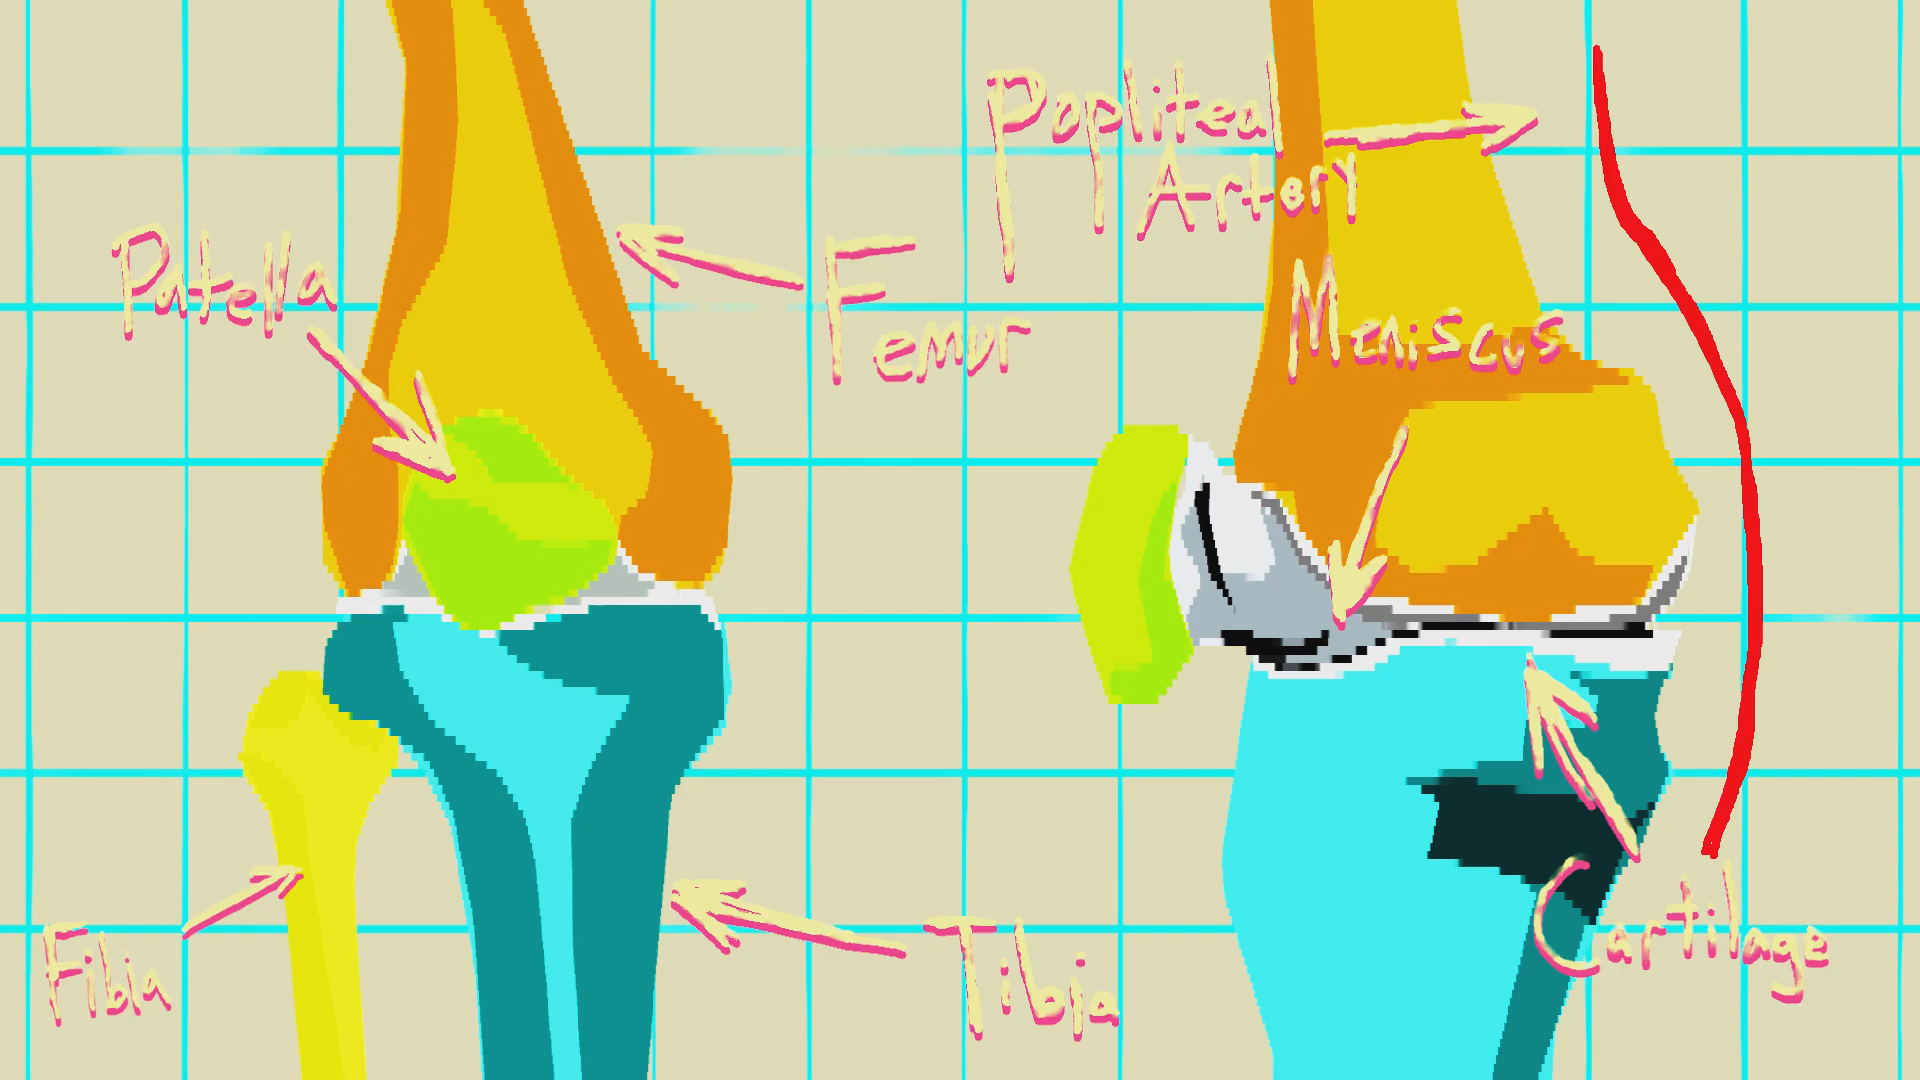 Patella
Femur
Fibia
Tibia
Popliteal
Artery
Meniscus
Cartilage